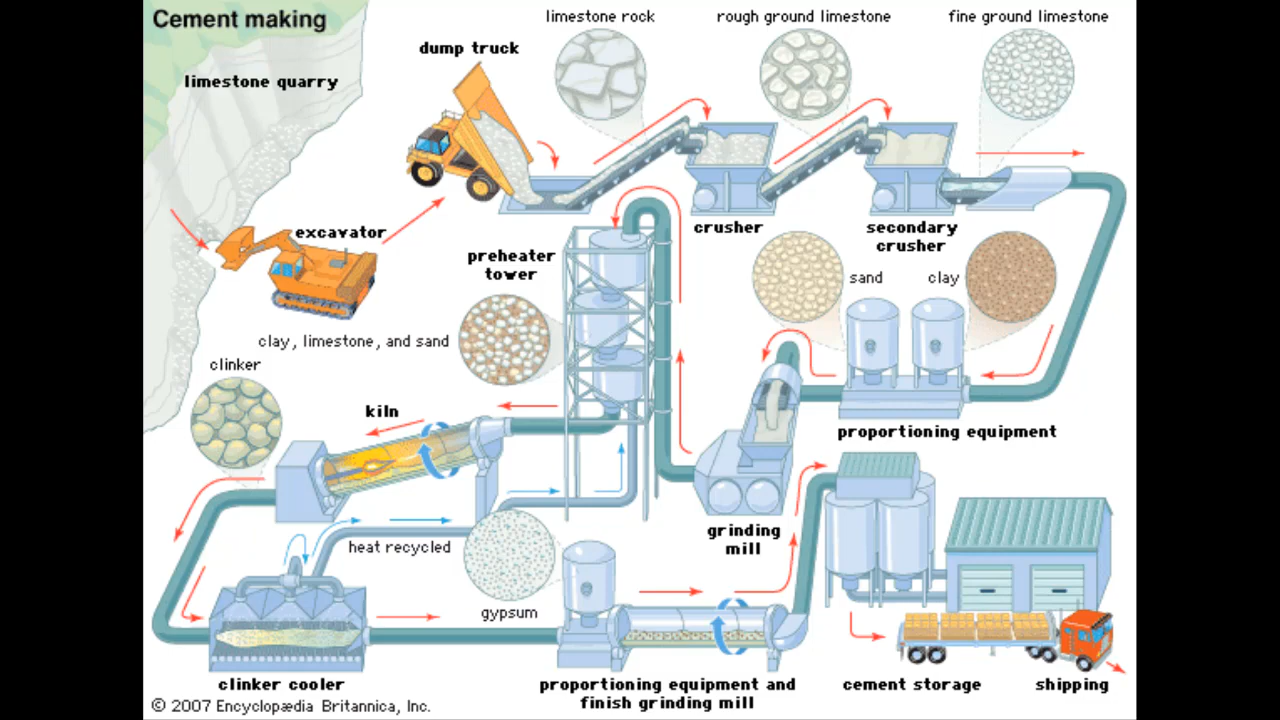 Cement making
limestone quarry
dump truck
limestone rock
rough ground limestone
fine ground limestone
excavator
crusher
secondary
crusher
preheater
tower
sand
clay
clay, limestone, and sand
clinker
kiln
proportioning equipment
grinding
mill
heat recycled
gypsum
clinker cooler
proportioning equipment and
finish grinding mill
cement storage
shipping
© 2007 Encyclopædia Britannica, Inc.